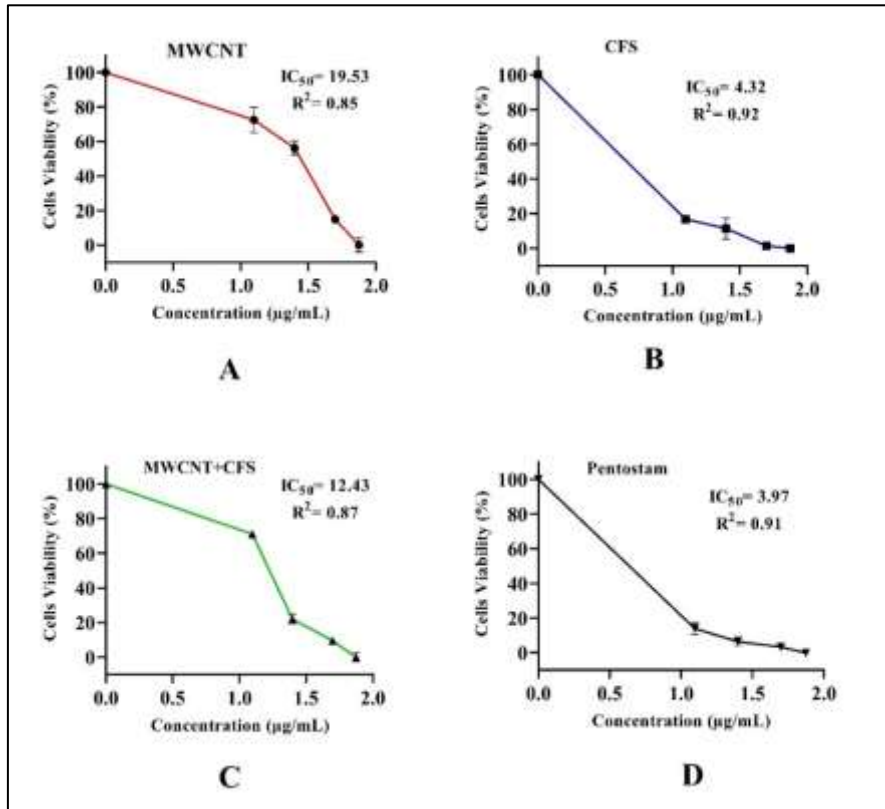 MWCNT
IC50= 19.53
R2= 0.85
Cells Viability (%)
100
80
60
40
20
0
0.0 0.5 1.0 1.5 2.0
Concentration (µg/mL)
A
CFS
IC50= 4.32
R2= 0.92
Cells Viability (%)
100
80
60
40
20
0
0.0 0.5 1.0 1.5 2.0
Concentration (µg/mL)
B
MWCNT+CFS
IC50= 12.43
R2= 0.87
Cells Viability (%)
100
80
60
40
20
0
0.0 0.5 1.0 1.5 2.0
Concentration (µg/mL)
C
Pentostam
IC50= 3.97
R2= 0.91
Cells Viability (%)
100
80
60
40
20
0
0.0 0.5 1.0 1.5 2.0
Concentration (µg/mL)
D